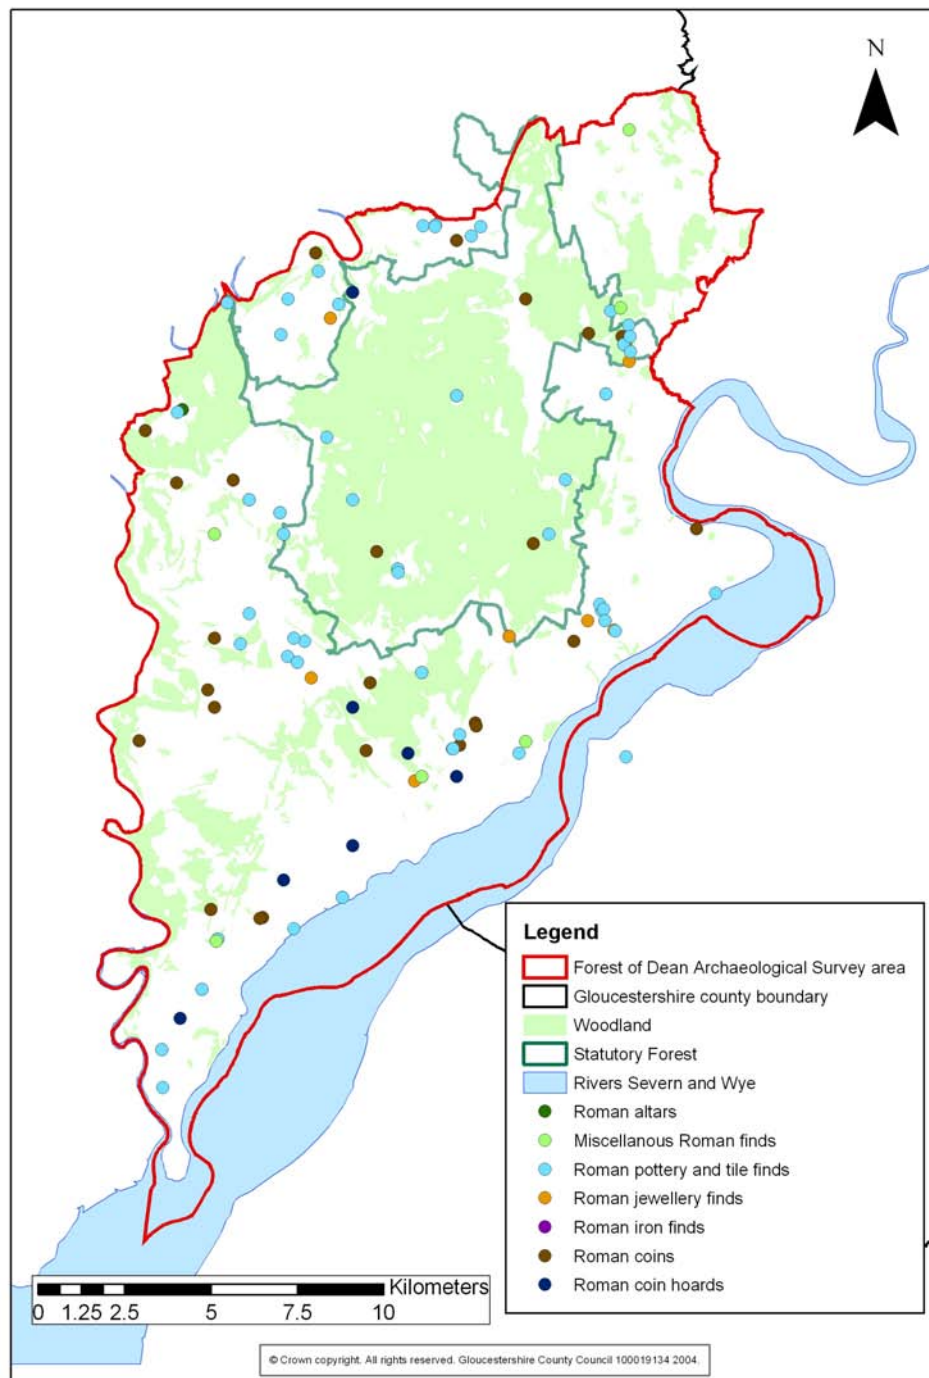 N
Legend
Forest of Dean Archaeological Survey area
Gloucestershire county boundary
Woodland
Statutory Forest
Rivers Severn and Wye
Roman altars
Miscellanous Roman finds
Roman pottery and tile finds
Roman jewellery finds
Roman iron finds
Roman coins
Roman coin hoards
Kilometers
0 1.25 2.5 5 7.5 10
© Crown copyright. All rights reserved. Gloucestershire County Council 100019134 2004.